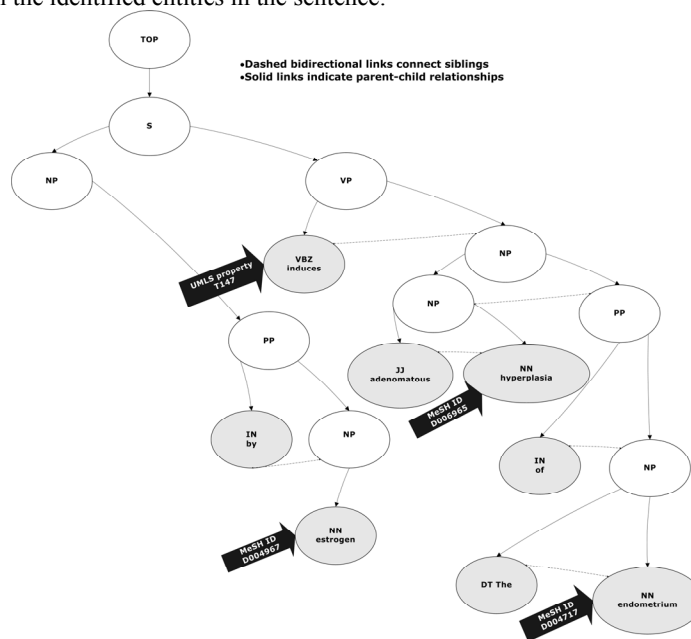 n the identified entities in the sentence.
TOP
•Dashed bidirectional links connect siblings
•Solid links indicate parent-child relationships
S
NP
VP
VBZ
induces
NP
UMLS property
T147
NP
PP
PP
JJ
adenomatous
NN
hyperplasia
MeSH ID
D006965
IN
by
NP
IN
of
NP
MeSH ID
D004967
NN
estrogen
DT The
NN
endometrium
MeSH ID
D004717